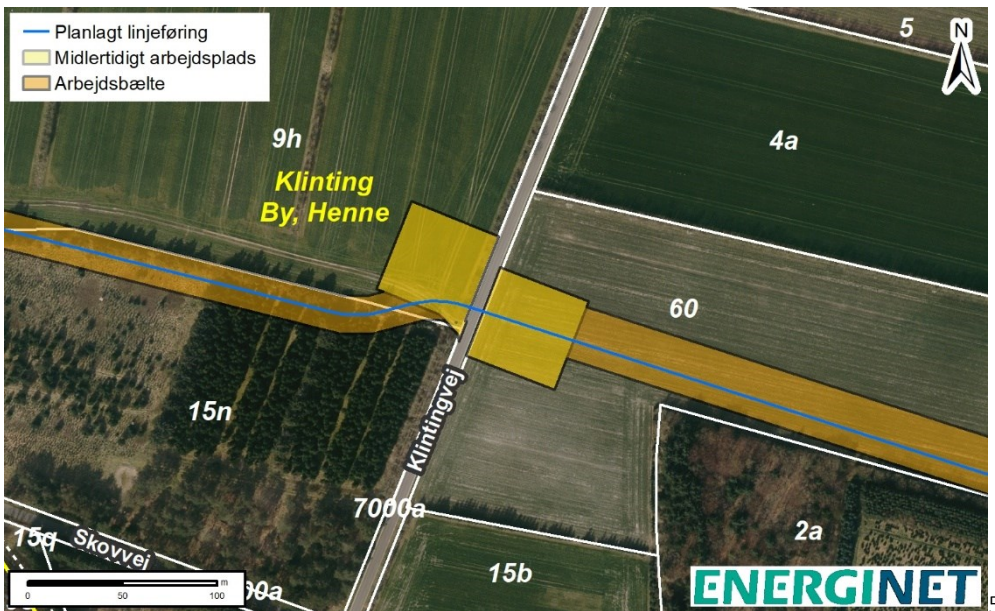 Planlagt linjeføring
Midlertidigt arbejdsplads
Arbejdsbælte
5
N
4a
9h
Klinting
By, Henne
60
15n
Klintingvej
7000a
Skovvej
15q
2a
15b
00a
m
0 50 100
ENERGINET